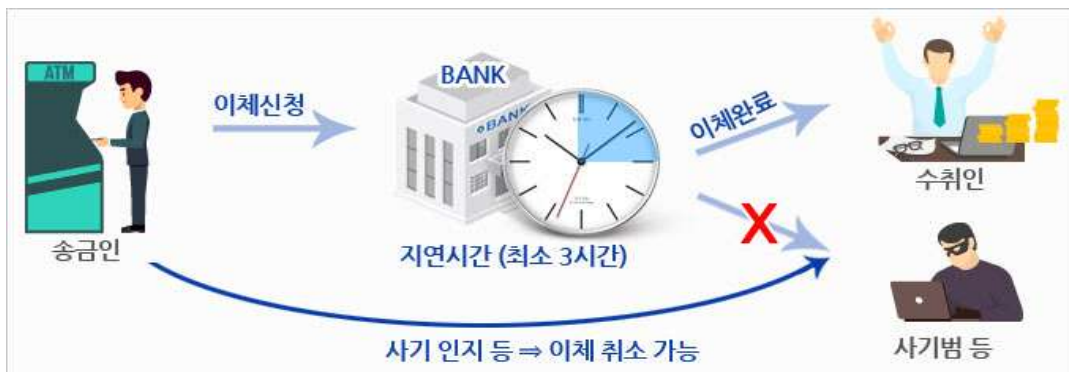 ATM
송금인
이체신청
BANK
BANK
지연시간 (최소 3시간)
이체완료
수취인
X
사기범 등
사기 인지 등 ⇒ 이체 취소 가능